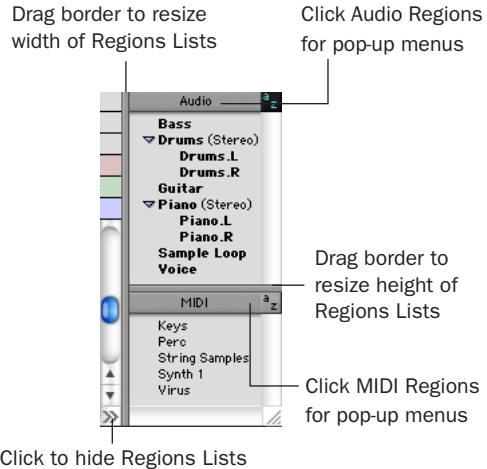 Drag border to resize
width of Regions Lists
Click Audio Regions
for pop-up menus
Audio
a
z
Bass
Drums (Stereo)
Drums.L
Drums.R
Guitar
Piano (Stereo)
Piano.L
Piano.R
Sample Loop
Voice
Drag border to
resize height of
Regions Lists
MIDI
a
z
Keys
Perc
String Samples
Synth 1
Virus
Click MIDI Regions
for pop-up menus
Click to hide Regions Lists